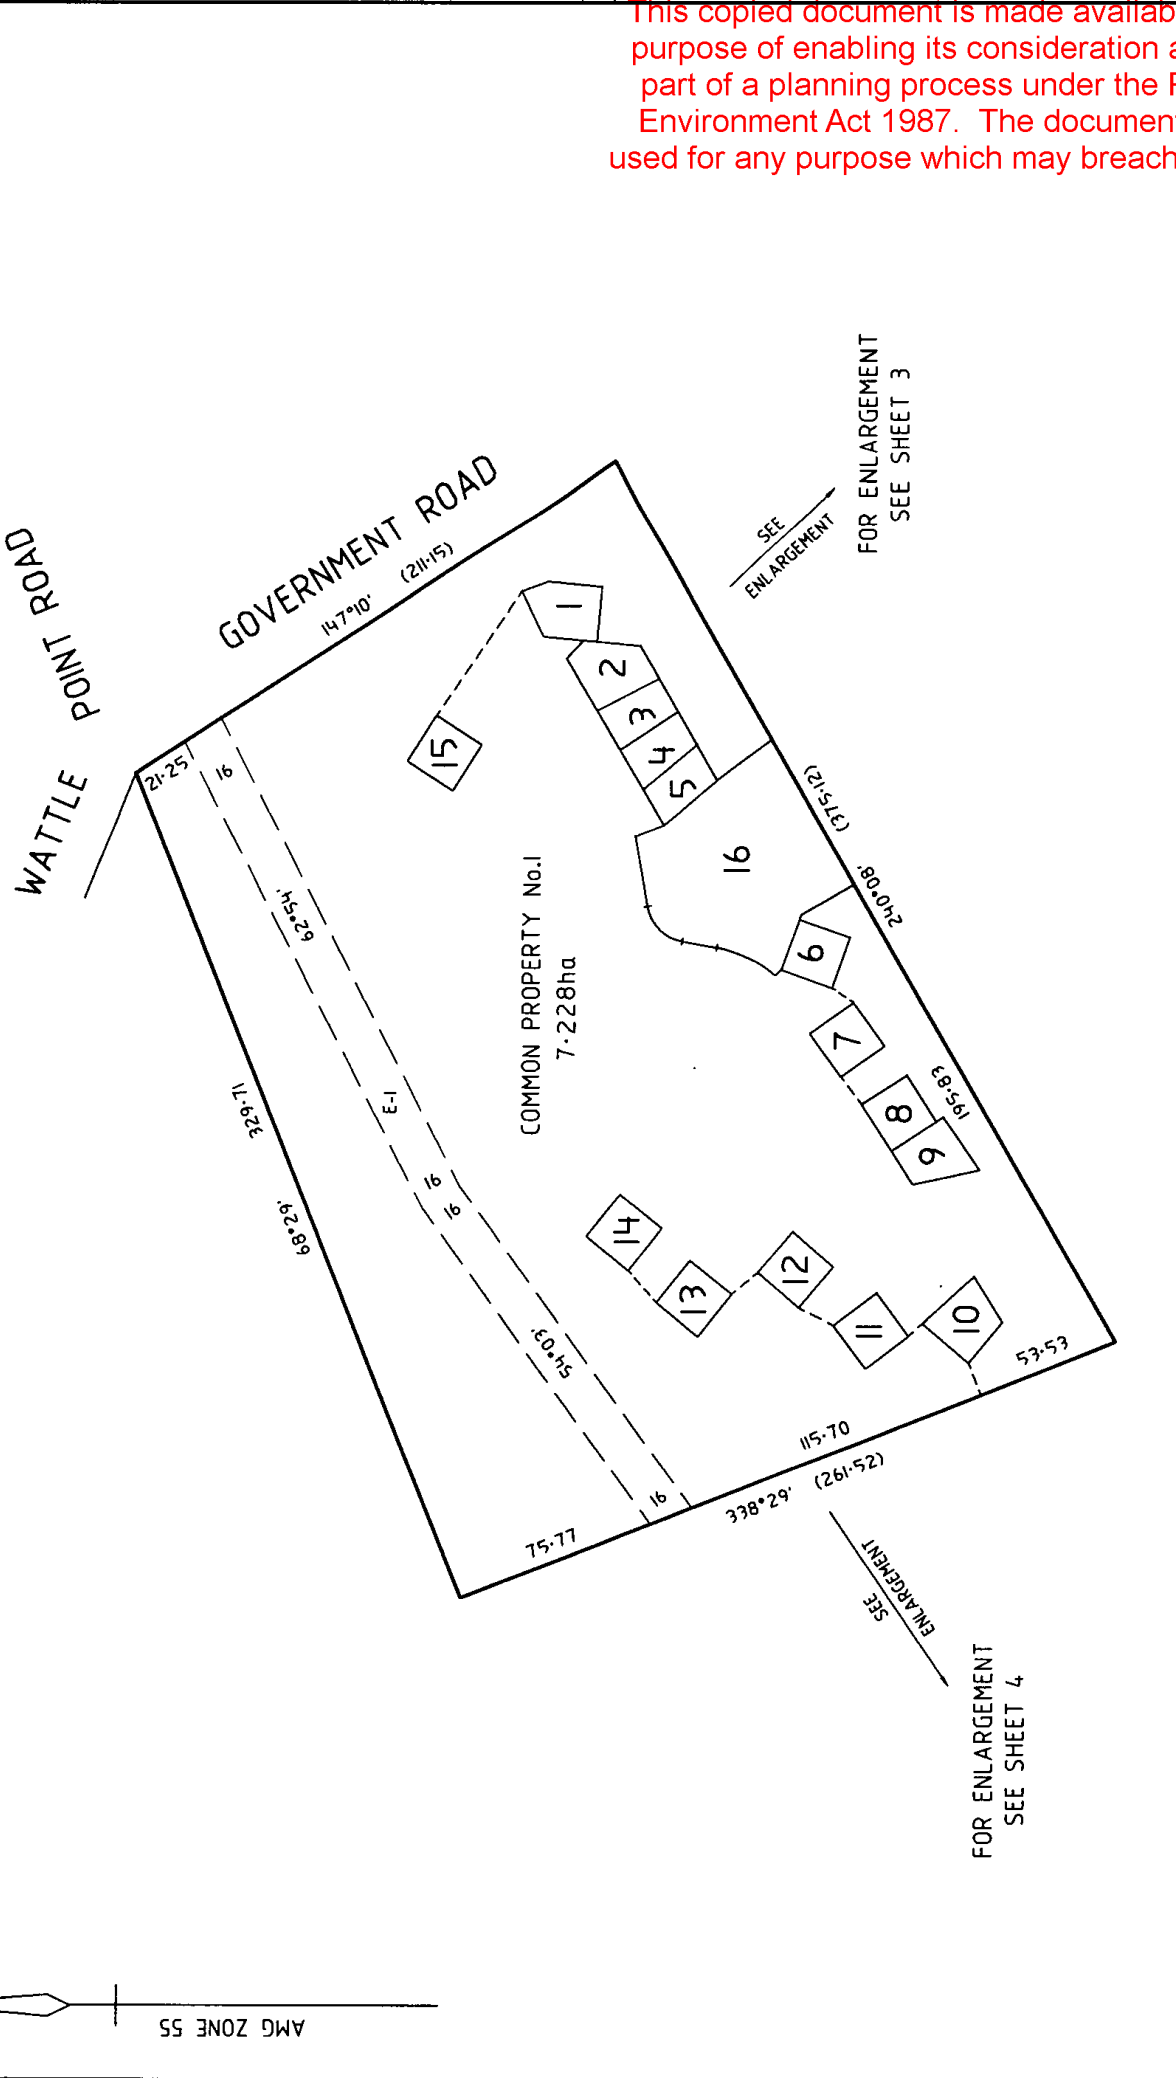 This copied document is made availab
purpose of enabling its consideration a
part of a planning process under the P
Environment Act 1987. The document
used for any purpose which may breach
WATTLE POINT ROAD
GOVERNMENT ROAD
147°10' (211·15)
21·25
16
62°54'
E-1
16
16
54°03'
16
329·71
68°29'
COMMON PROPERTY No.1
7·228ha
15
1
2
3
4
5
16
6
7
8
9
10
11
12
13
14
(375·12)
240°08'
195·83
53·53
115·70
338°29' (261·52)
75·77
SEE
ENLARGEMENT
FOR ENLARGEMENT
SEE SHEET 3
SEE
ENLARGEMENT
FOR ENLARGEMENT
SEE SHEET 4
AMG ZONE 55